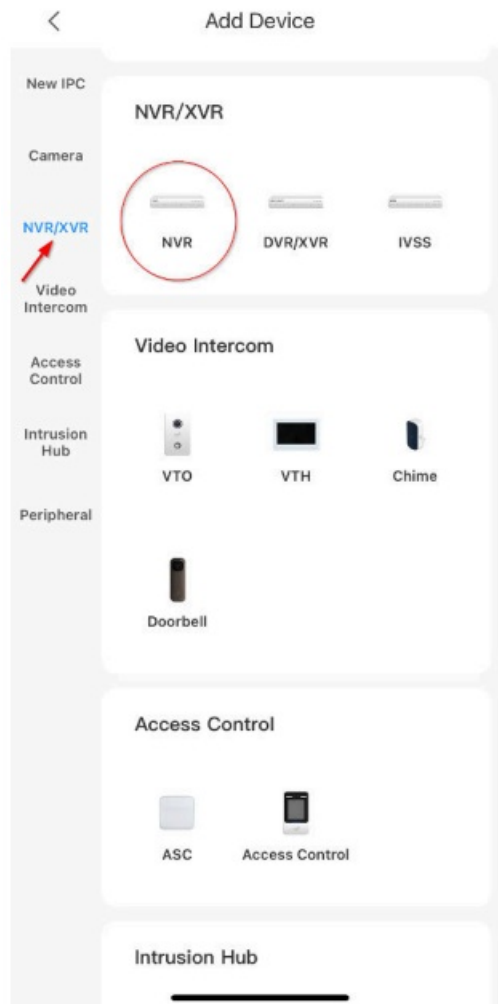 Add Device
New IPC
Camera
NVR/XVR
Video
Intercom
Access
Control
Intrusion
Hub
Peripheral
NVR/XVR
NVR
DVR/XVR
IVSS
Video Intercom
VTO
VTH
Chime
Doorbell
Access Control
ASC
Access Control
Intrusion Hub